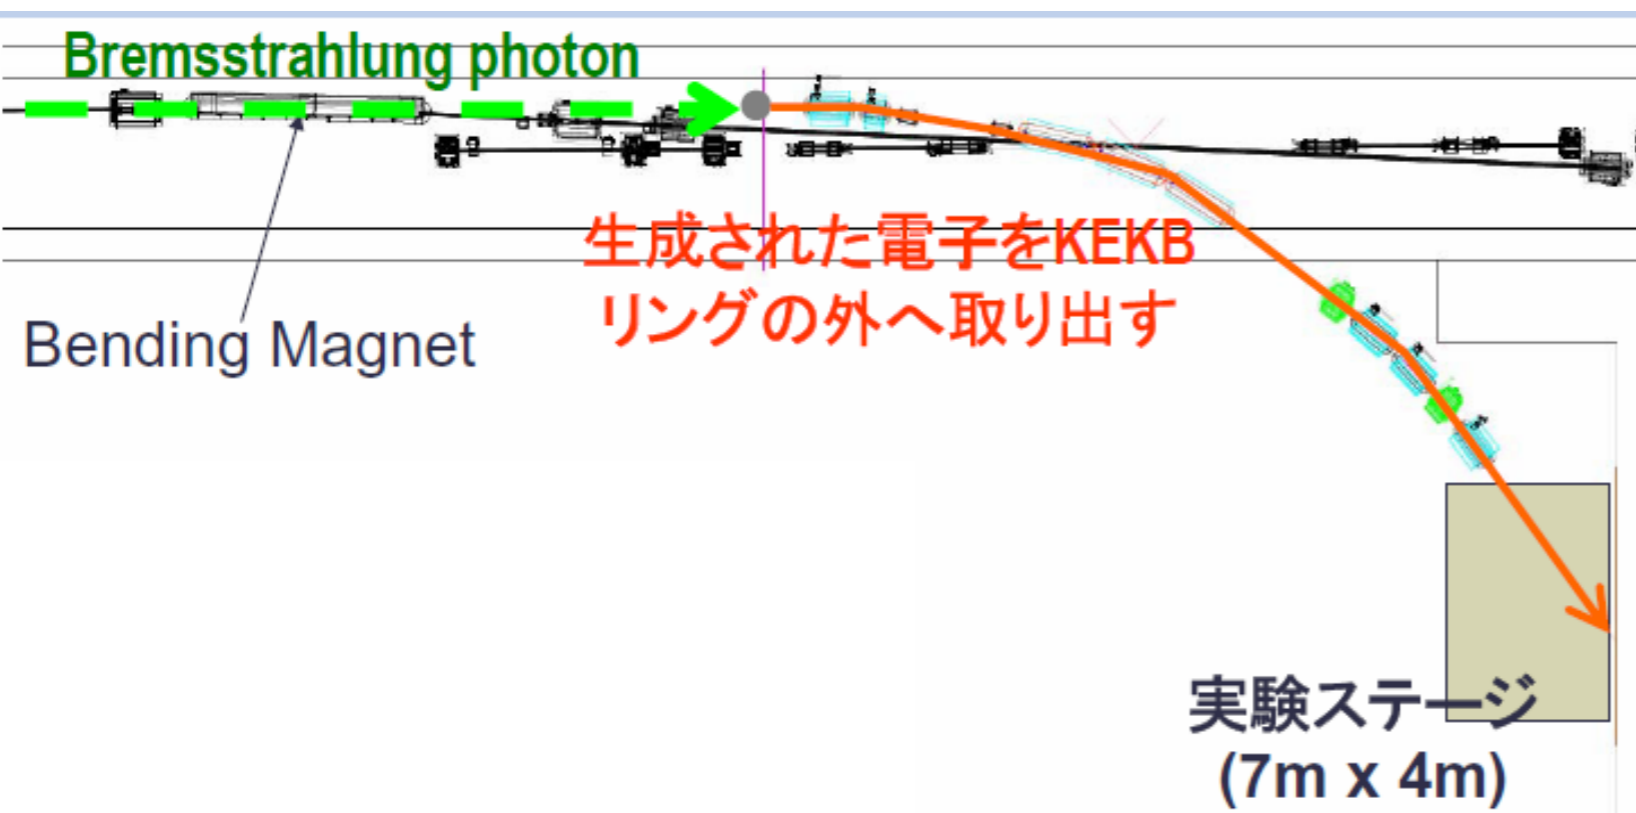 Bremsstrahlung photon
生成された電子をKEKB
リングの外へ取り出す
Bending Magnet
実験ステージ
(7m x 4m)